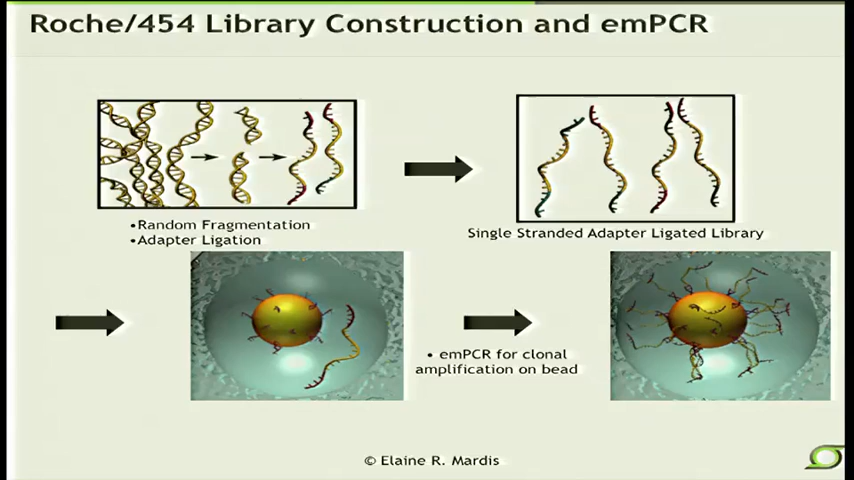 Roche/454 Library Construction and emPCR
•Random Fragmentation
•Adapter Ligation
Single Stranded Adapter Ligated Library
• emPCR for clonal
amplification on bead
© Elaine R. Mardis